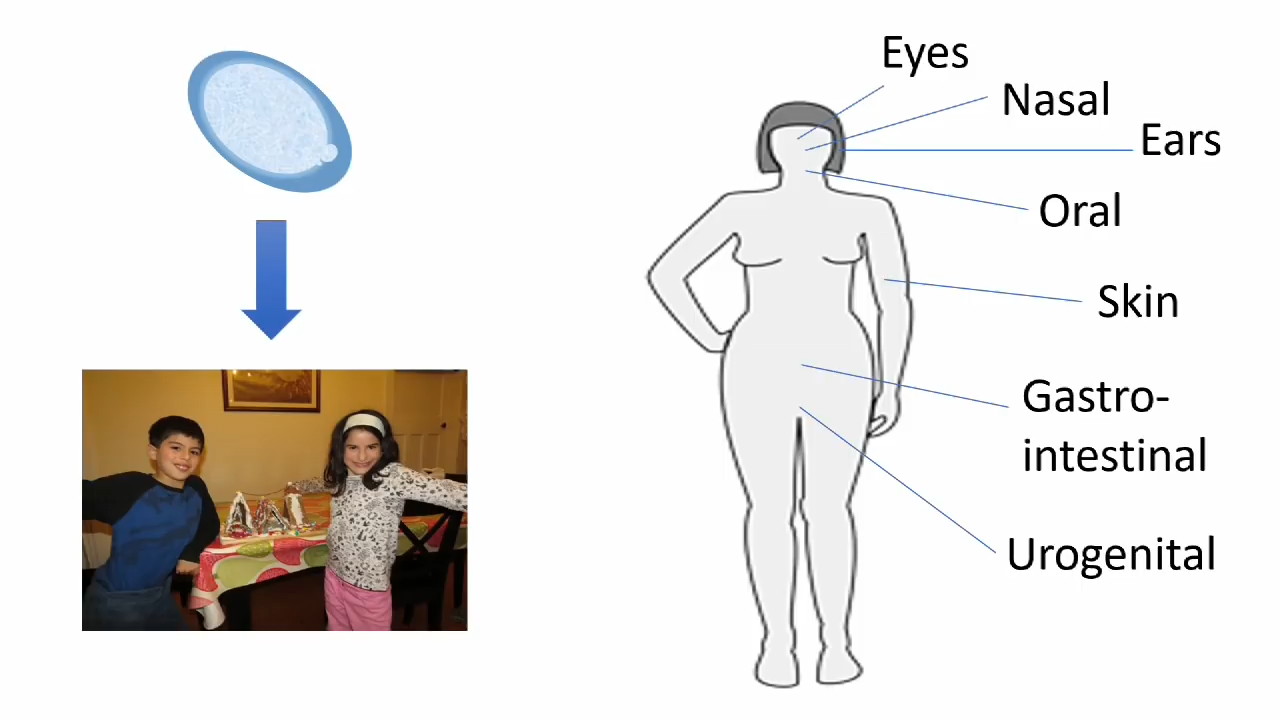 Eyes
Nasal
Ears
Oral
Skin
Gastro-
intestinal
Urogenital